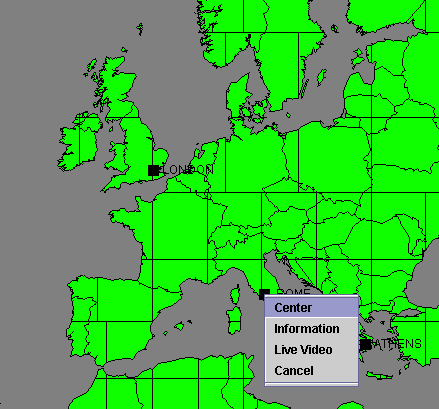 LONDON
ROME
Center
Information
Live Video
Cancel
ATHENS